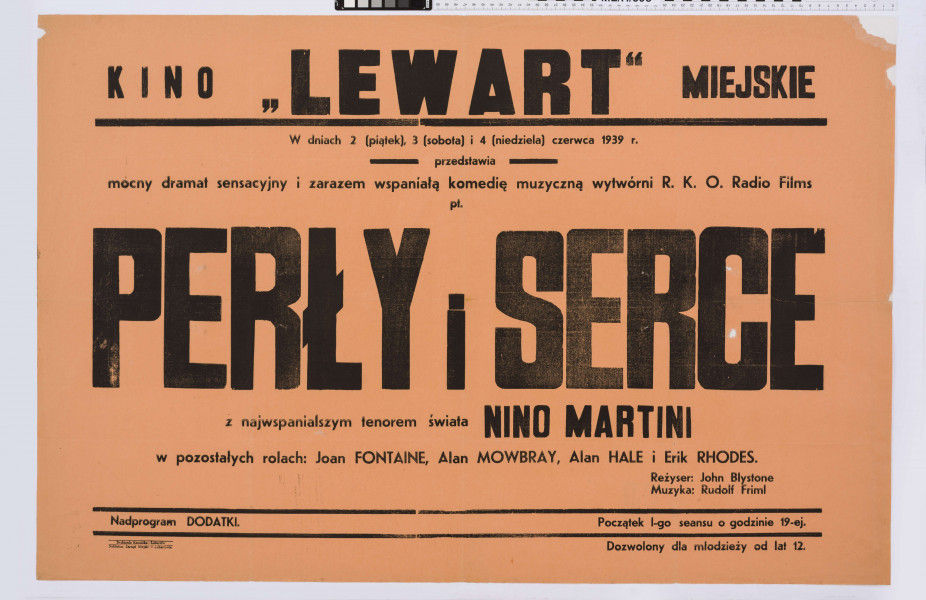 KINO „LEWART“ MIEJSKIE
W dniach 2 (piątek), 3 (sobota) i 4 (niedziela) czerwca 1939 r.
przedstawia
mocny dramat sensacyjny i zarazem wspaniałą komedię muzyczną wytwórni R. K. O. Radio Films
pt.
PERŁY i SERCE
z najwspanialszym tenorem świata NINO MARTINI
w pozostałych rolach: Joan FONTAINE, Alan MOWBRAY, Alan HALE i Erik RHODES.
Reżyser: John Blystone
Muzyka: Rudolf Friml
Nadprogram DODATKI.
Początek I-go seansu o godzinie 19-ej.
Dozwolony dla młodzieży od lat 12.